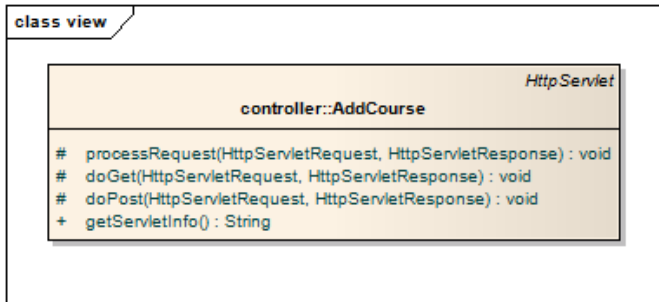 class view
HttpServlet
controller::AddCourse
# processRequest(HttpServletRequest, HttpServletResponse) : void
# doGet(HttpServletRequest, HttpServletResponse) : void
# doPost(HttpServletRequest, HttpServletResponse) : void
+ getServletInfo() : String